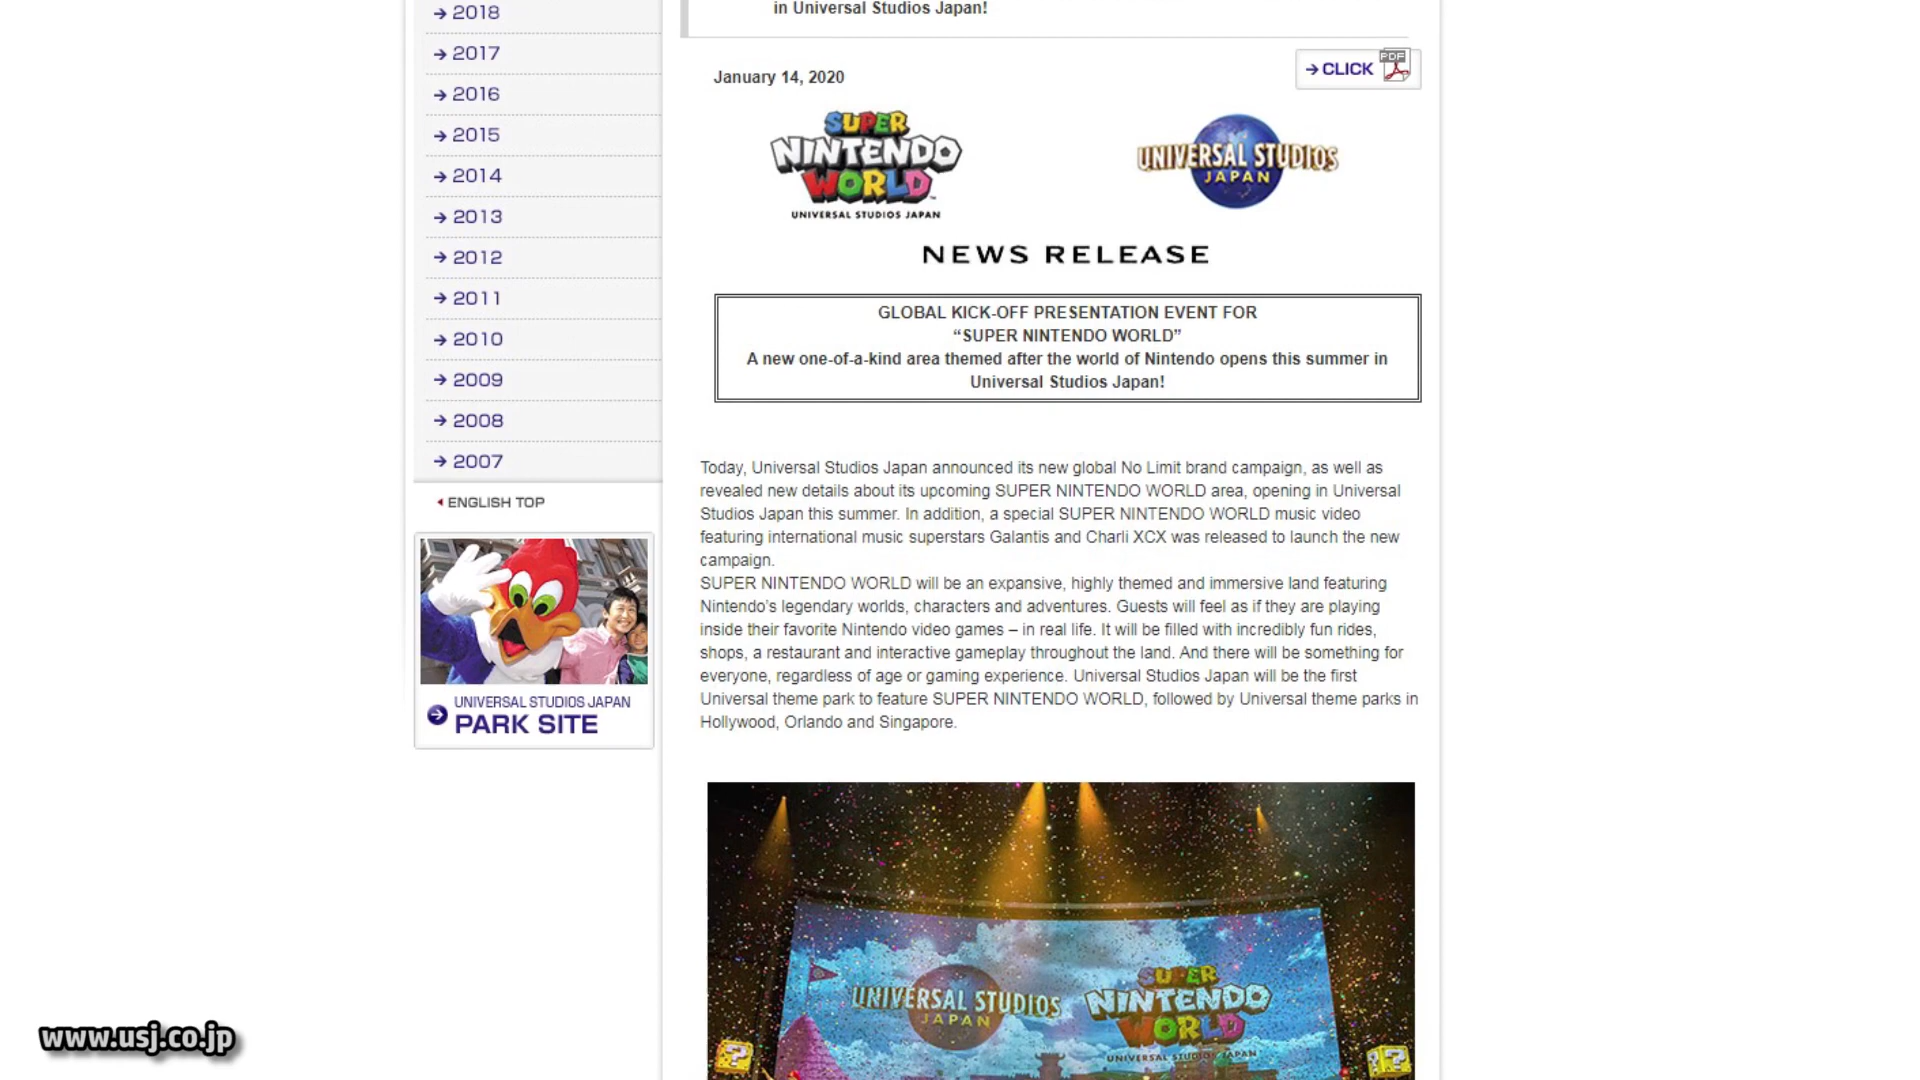 → 2018
→ 2017
→ 2016
→ 2015
→ 2014
→ 2013
→ 2012
→ 2011
→ 2010
→ 2009
→ 2008
→ 2007
ENGLISH TOP
UNIVERSAL STUDIOS JAPAN
PARK SITE
in Universal Studios Japan!
January 14, 2020
→ CLICK
PDF
SUPER
NINTENDO
WORLD™
UNIVERSAL STUDIOS JAPAN
UNIVERSAL STUDIOS
JAPAN
NEWS RELEASE
GLOBAL KICK-OFF PRESENTATION EVENT FOR
“SUPER NINTENDO WORLD”
A new one-of-a-kind area themed after the world of Nintendo opens this summer in
Universal Studios Japan!
Today, Universal Studios Japan announced its new global No Limit brand campaign, as well as
revealed new details about its upcoming SUPER NINTENDO WORLD area, opening in Universal
Studios Japan this summer. In addition, a special SUPER NINTENDO WORLD music video
featuring international music superstars Galantis and Charli XCX was released to launch the new
campaign.
SUPER NINTENDO WORLD will be an expansive, highly themed and immersive land featuring
Nintendo’s legendary worlds, characters and adventures. Guests will feel as if they are playing
inside their favorite Nintendo video games – in real life. It will be filled with incredibly fun rides,
shops, a restaurant and interactive gameplay throughout the land. And there will be something for
everyone, regardless of age or gaming experience. Universal Studios Japan will be the first
Universal theme park to feature SUPER NINTENDO WORLD, followed by Universal theme parks in
Hollywood, Orlando and Singapore.
UNIVERSAL STUDIOS
JAPAN
SUPER
NINTENDO
WORLD
UNIVERSAL STUDIOS JAPAN
?
?
www.usj.co.jp